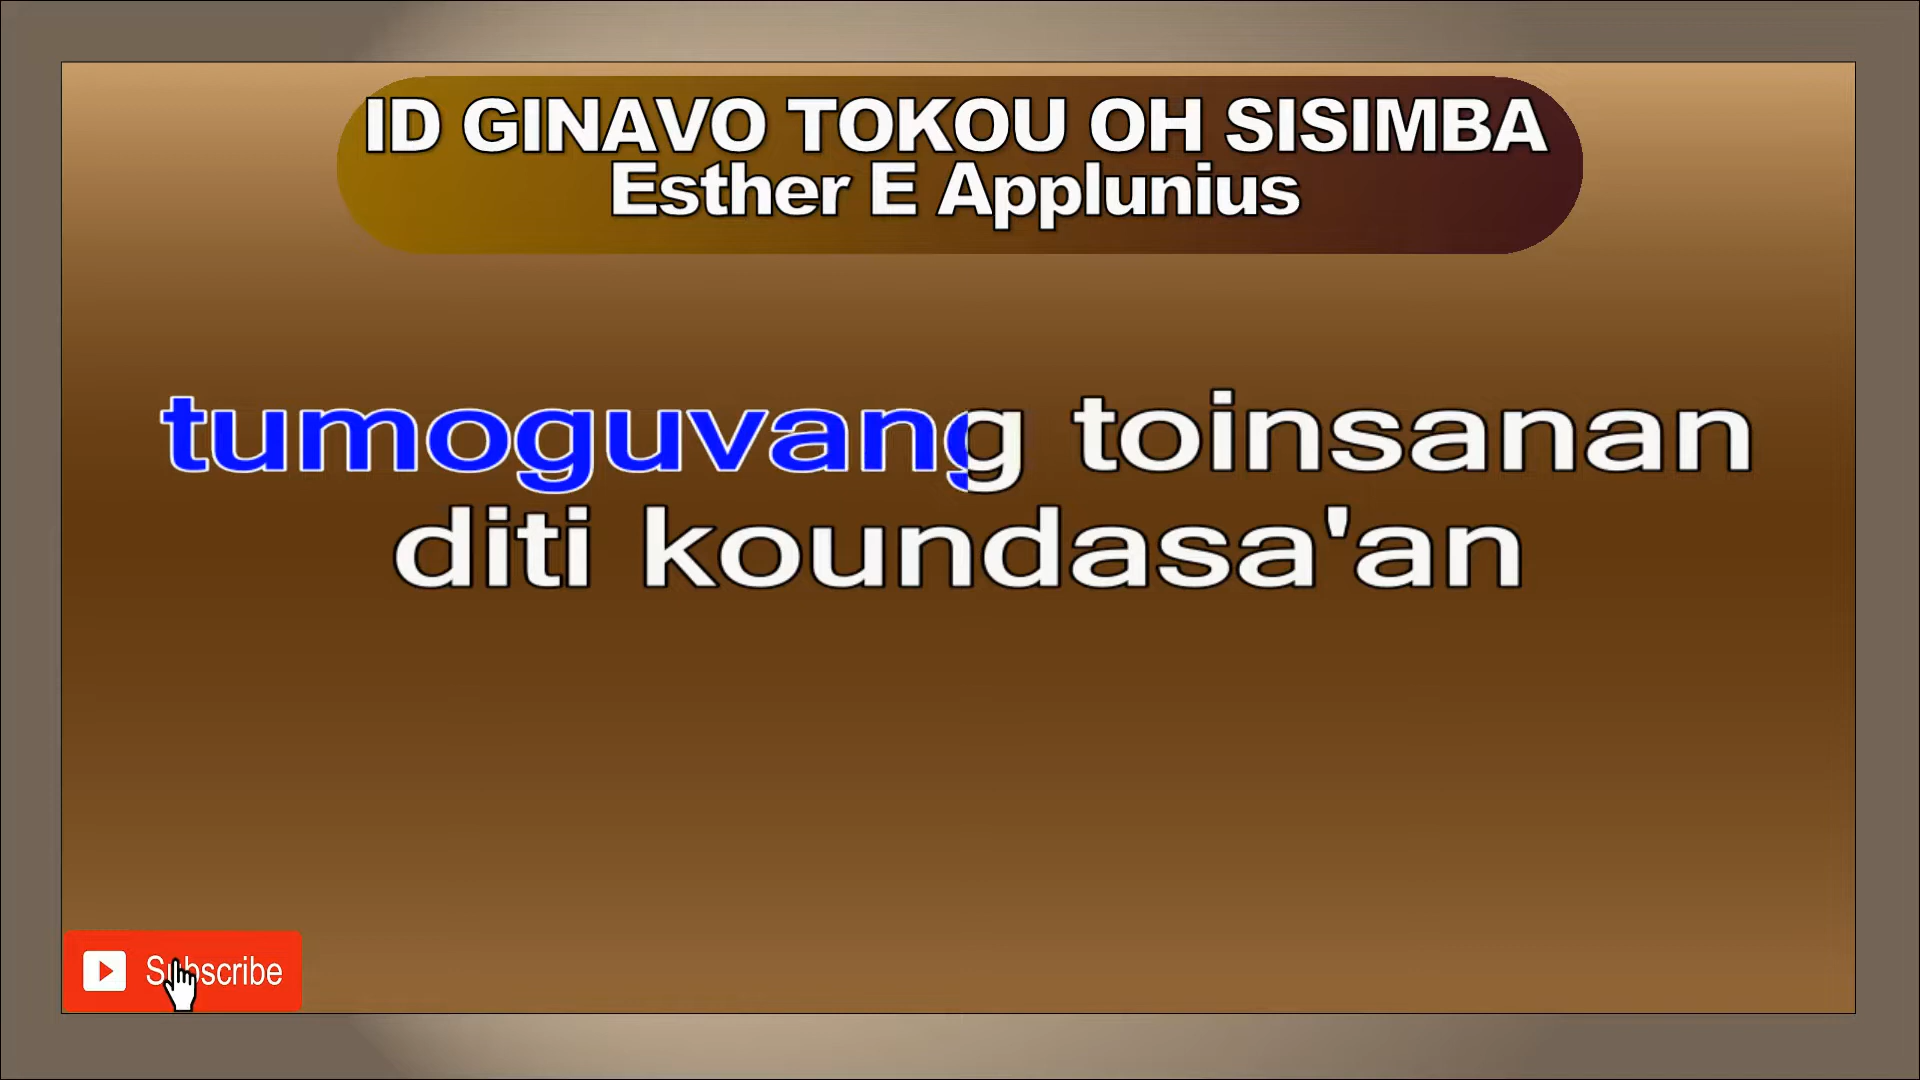 ID GINAVO TOKOU OH SISIMBA
Esther E Applunius
tumoguvang toinsanan
diti koundasa'an
Subscribe